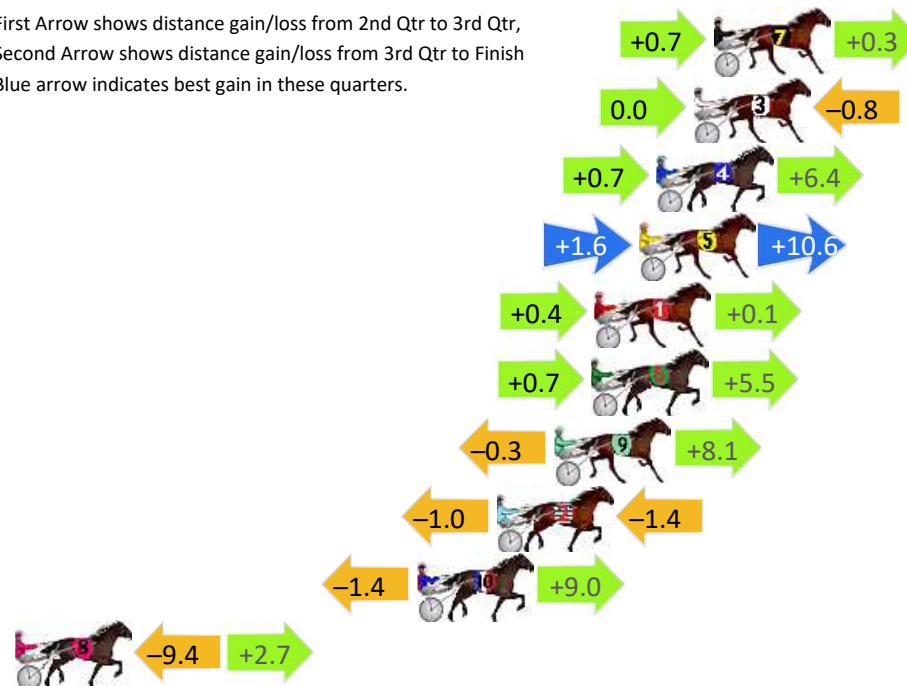 First Arrow shows distance gain/loss from 2nd Qtr to 3rd Qtr,
Second Arrow shows distance gain/loss from 3rd Qtr to Finish
Blue arrow indicates best gain in these quarters.
+0.7 7 +0.3
0.0 3 –0.8
+0.7 4 +6.4
+1.6 5 +10.6
+0.4 1 +0.1
+0.7 6 +5.5
–0.3 9 +8.1
–1.0 2 –1.4
–1.4 10 +9.0
8 –9.4 +2.7